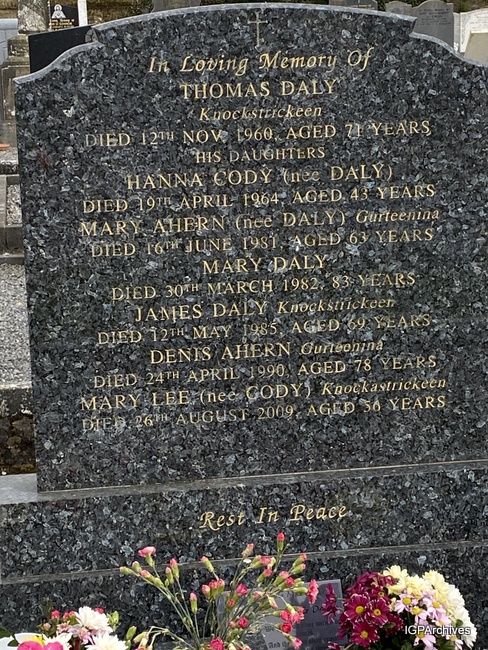 In Loving Memory Of
THOMAS DALY
Knockstrickeen
DIED 12TH NOV. 1960, AGED 71 YEARS
HIS DAUGHTERS
HANNA CODY (nee DALY)
DIED 19TH APRIL 1964, AGED 43 YEARS
MARY AHERN (nee DALY) Gurteenina
DIED 16TH JUNE 1981, AGED 63 YEARS
MARY DALY
DIED 30TH MARCH 1982, 83 YEARS
JAMES DALY Knockstrickeen
DIED 12TH MAY 1985, AGED 69 YEARS
DENIS AHERN Gurteenina
DIED 24TH APRIL 1990, AGED 78 YEARS
MARY LEE (nee CODY) Knockastrickeen
DIED 26TH AUGUST 2009, AGED 56 YEARS
Rest In Peace
IGPArchives